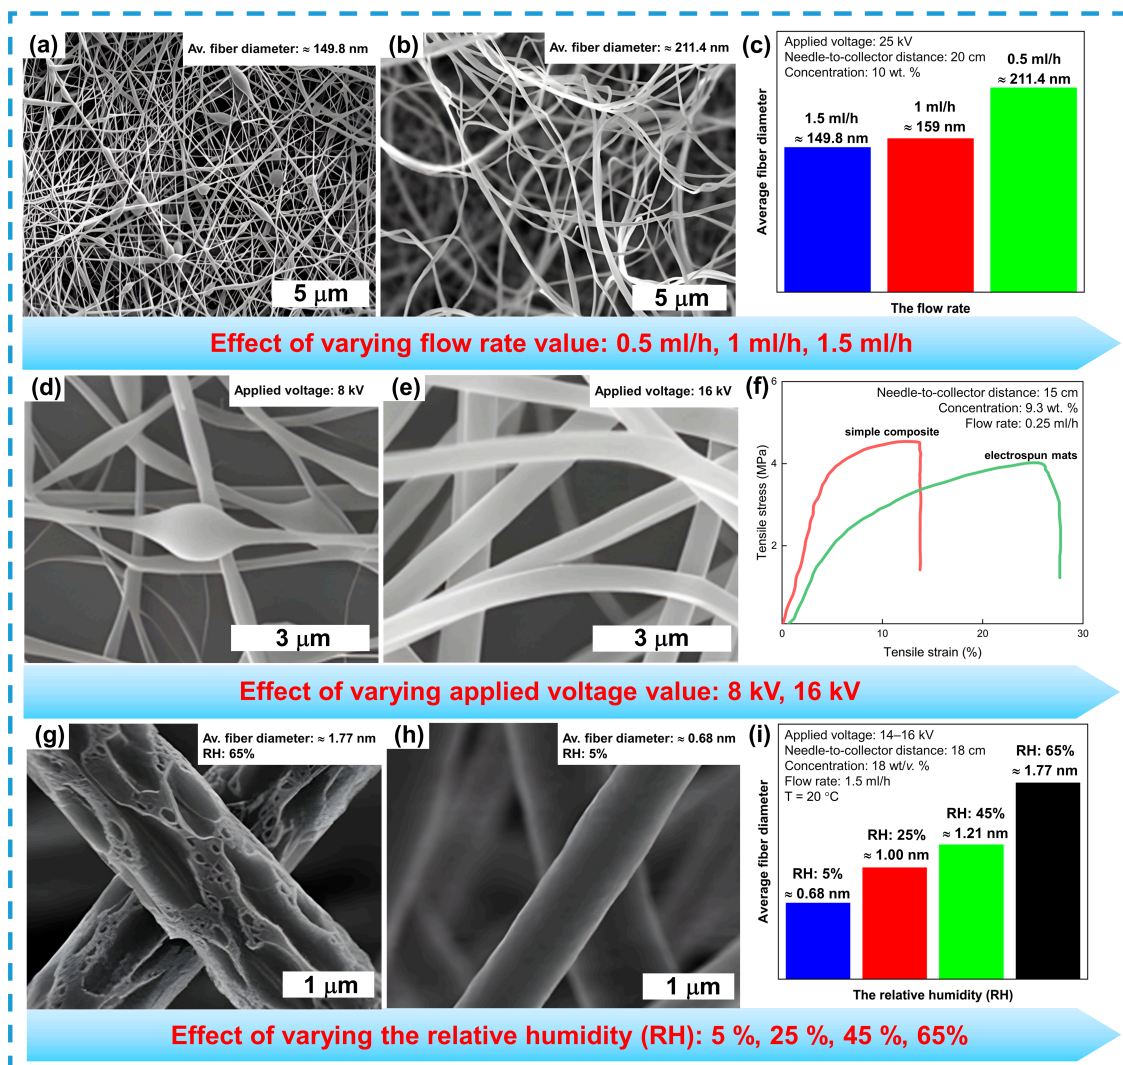 (a)
Av. fiber diameter: ≈ 149.8 nm
5 μm
(b)
Av. fiber diameter: ≈ 211.4 nm
5 μm
(c)
Applied voltage: 25 kV
Needle-to-collector distance: 20 cm
Concentration: 10 wt. %
1.5 ml/h
≈ 149.8 nm
1 ml/h
≈ 159 nm
0.5 ml/h
≈ 211.4 nm
Average fiber diameter
The flow rate
Effect of varying flow rate value: 0.5 ml/h, 1 ml/h, 1.5 ml/h
(d)
Applied voltage: 8 kV
3 μm
(e)
Applied voltage: 16 kV
3 μm
(f)
Needle-to-collector distance: 15 cm
Concentration: 9.3 wt. %
Flow rate: 0.25 ml/h
simple composite
electrospun mats
Tensile stress (MPa)
6
4
2
0
10
20
30
Tensile strain (%)
Effect of varying applied voltage value: 8 kV, 16 kV
(g)
Av. fiber diameter: ≈ 1.77 nm
RH: 65%
1 μm
(h)
Av. fiber diameter: ≈ 0.68 nm
RH: 5%
1 μm
(i)
Applied voltage: 14–16 kV
Needle-to-collector distance: 18 cm
Concentration: 18 wt/v. %
Flow rate: 1.5 ml/h
T = 20 °C
RH: 5%
≈ 0.68 nm
RH: 25%
≈ 1.00 nm
RH: 45%
≈ 1.21 nm
RH: 65%
≈ 1.77 nm
Average fiber diameter
The relative humidity (RH)
Effect of varying the relative humidity (RH): 5 %, 25 %, 45 %, 65%